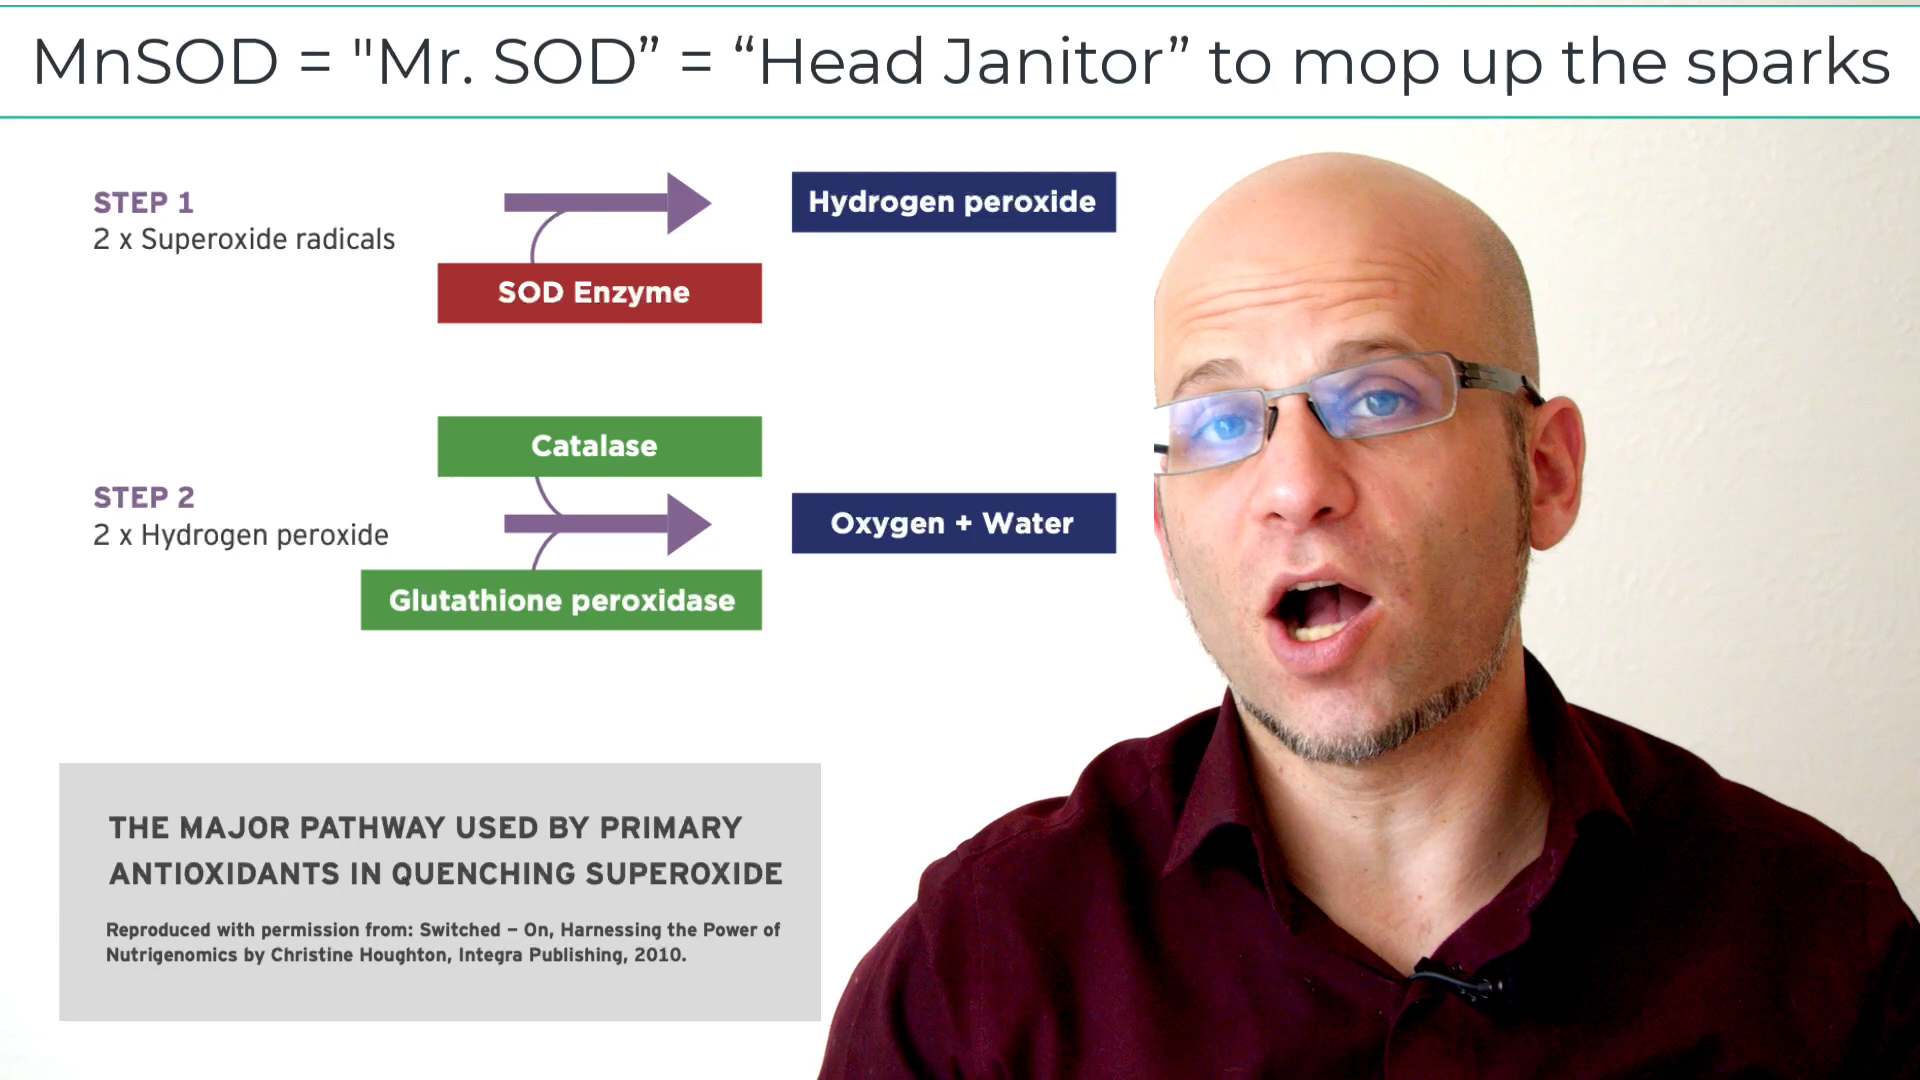 MnSOD = "Mr. SOD” = “Head Janitor” to mop up the sparks
STEP 1
2 x Superoxide radicals
Hydrogen peroxide
SOD Enzyme
Catalase
STEP 2
2 x Hydrogen peroxide
Oxygen + Water
Glutathione peroxidase
THE MAJOR PATHWAY USED BY PRIMARY
ANTIOXIDANTS IN QUENCHING SUPEROXIDE
Reproduced with permission from: Switched – On, Harnessing the Power of
Nutrigenomics by Christine Houghton, Integra Publishing, 2010.